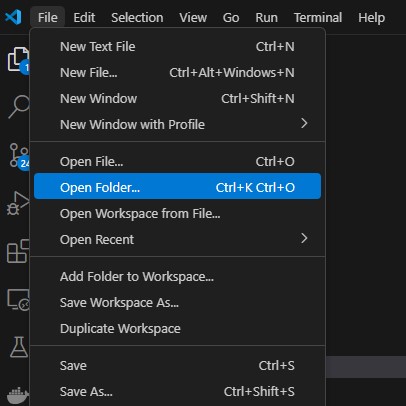 File Edit Selection View Go Run Terminal Help
New Text File Ctrl+N
New File... Ctrl+Alt+Windows+N
New Window Ctrl+Shift+N
New Window with Profile
Open File... Ctrl+O
Open Folder... Ctrl+K Ctrl+O
Open Workspace from File...
Open Recent
Add Folder to Workspace...
Save Workspace As...
Duplicate Workspace
Save Ctrl+S
Save As... Ctrl+Shift+S
1
24